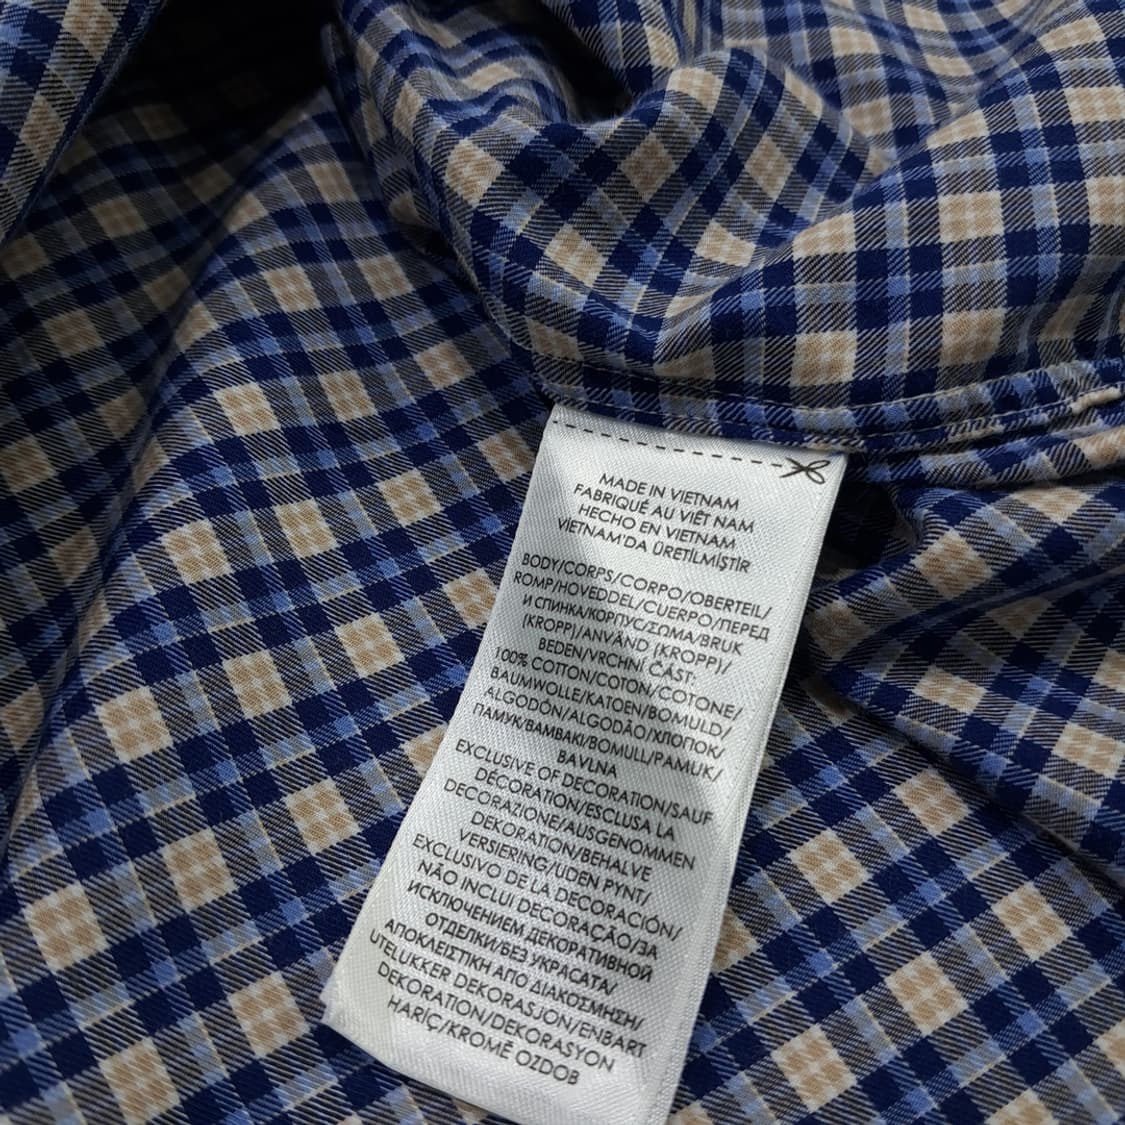 MADE IN VIETNAM
FABRIQUÉ AU VIÊT NAM
HECHO EN VIETNAM
VİETNAM'DA ÜRETİLMİŞTİR
BODY/CORPS/CORPO/OBERTEIL/
ROMP/HOVEDDEL/CUERPO/ПЕРЕД
И СПИНКА/КОРПУС/ΣΩΜΑ/BRUK
(KROPP)/ANVÄND (KROPP)/
BEDEN/VRCHNÍ ČÁST:
100% COTTON/COTON/COTONE/
BAUMWOLLE/KATOEN/BOMULD/
ALGODÓN/ALGODÃO/ХЛОПОК/
ПАМУК/ΒΑΜΒΑΚΙ/BOMULL/PAMUK/
BAVLNA
EXCLUSIVE OF DECORATION/SAUF
DÉCORATION/ESCLUSA LA
DECORAZIONE/AUSGENOMMEN
DEKORATION/BEHALVE
VERSIERING/UDEN PYNT/
EXCLUSIVO DE LA DECORACIÓN/
NÃO INCLUI DECORAÇÃO/ЗА
ИСКЛЮЧЕНИЕМ ДЕКОРАТИВНОЙ
ОТДЕЛКИ/БЕЗ УКРАСАТА/
ΑΠΟΚΛΕΙΣΤΙΚΗ ΑΠΟ ΔΙΑΚΟΣΜΗΣΗ/
UTELUKKER DEKORASJON/ENBART
DEKORATION/DEKORASYON
HARİÇ/KROMĚ OZDOB